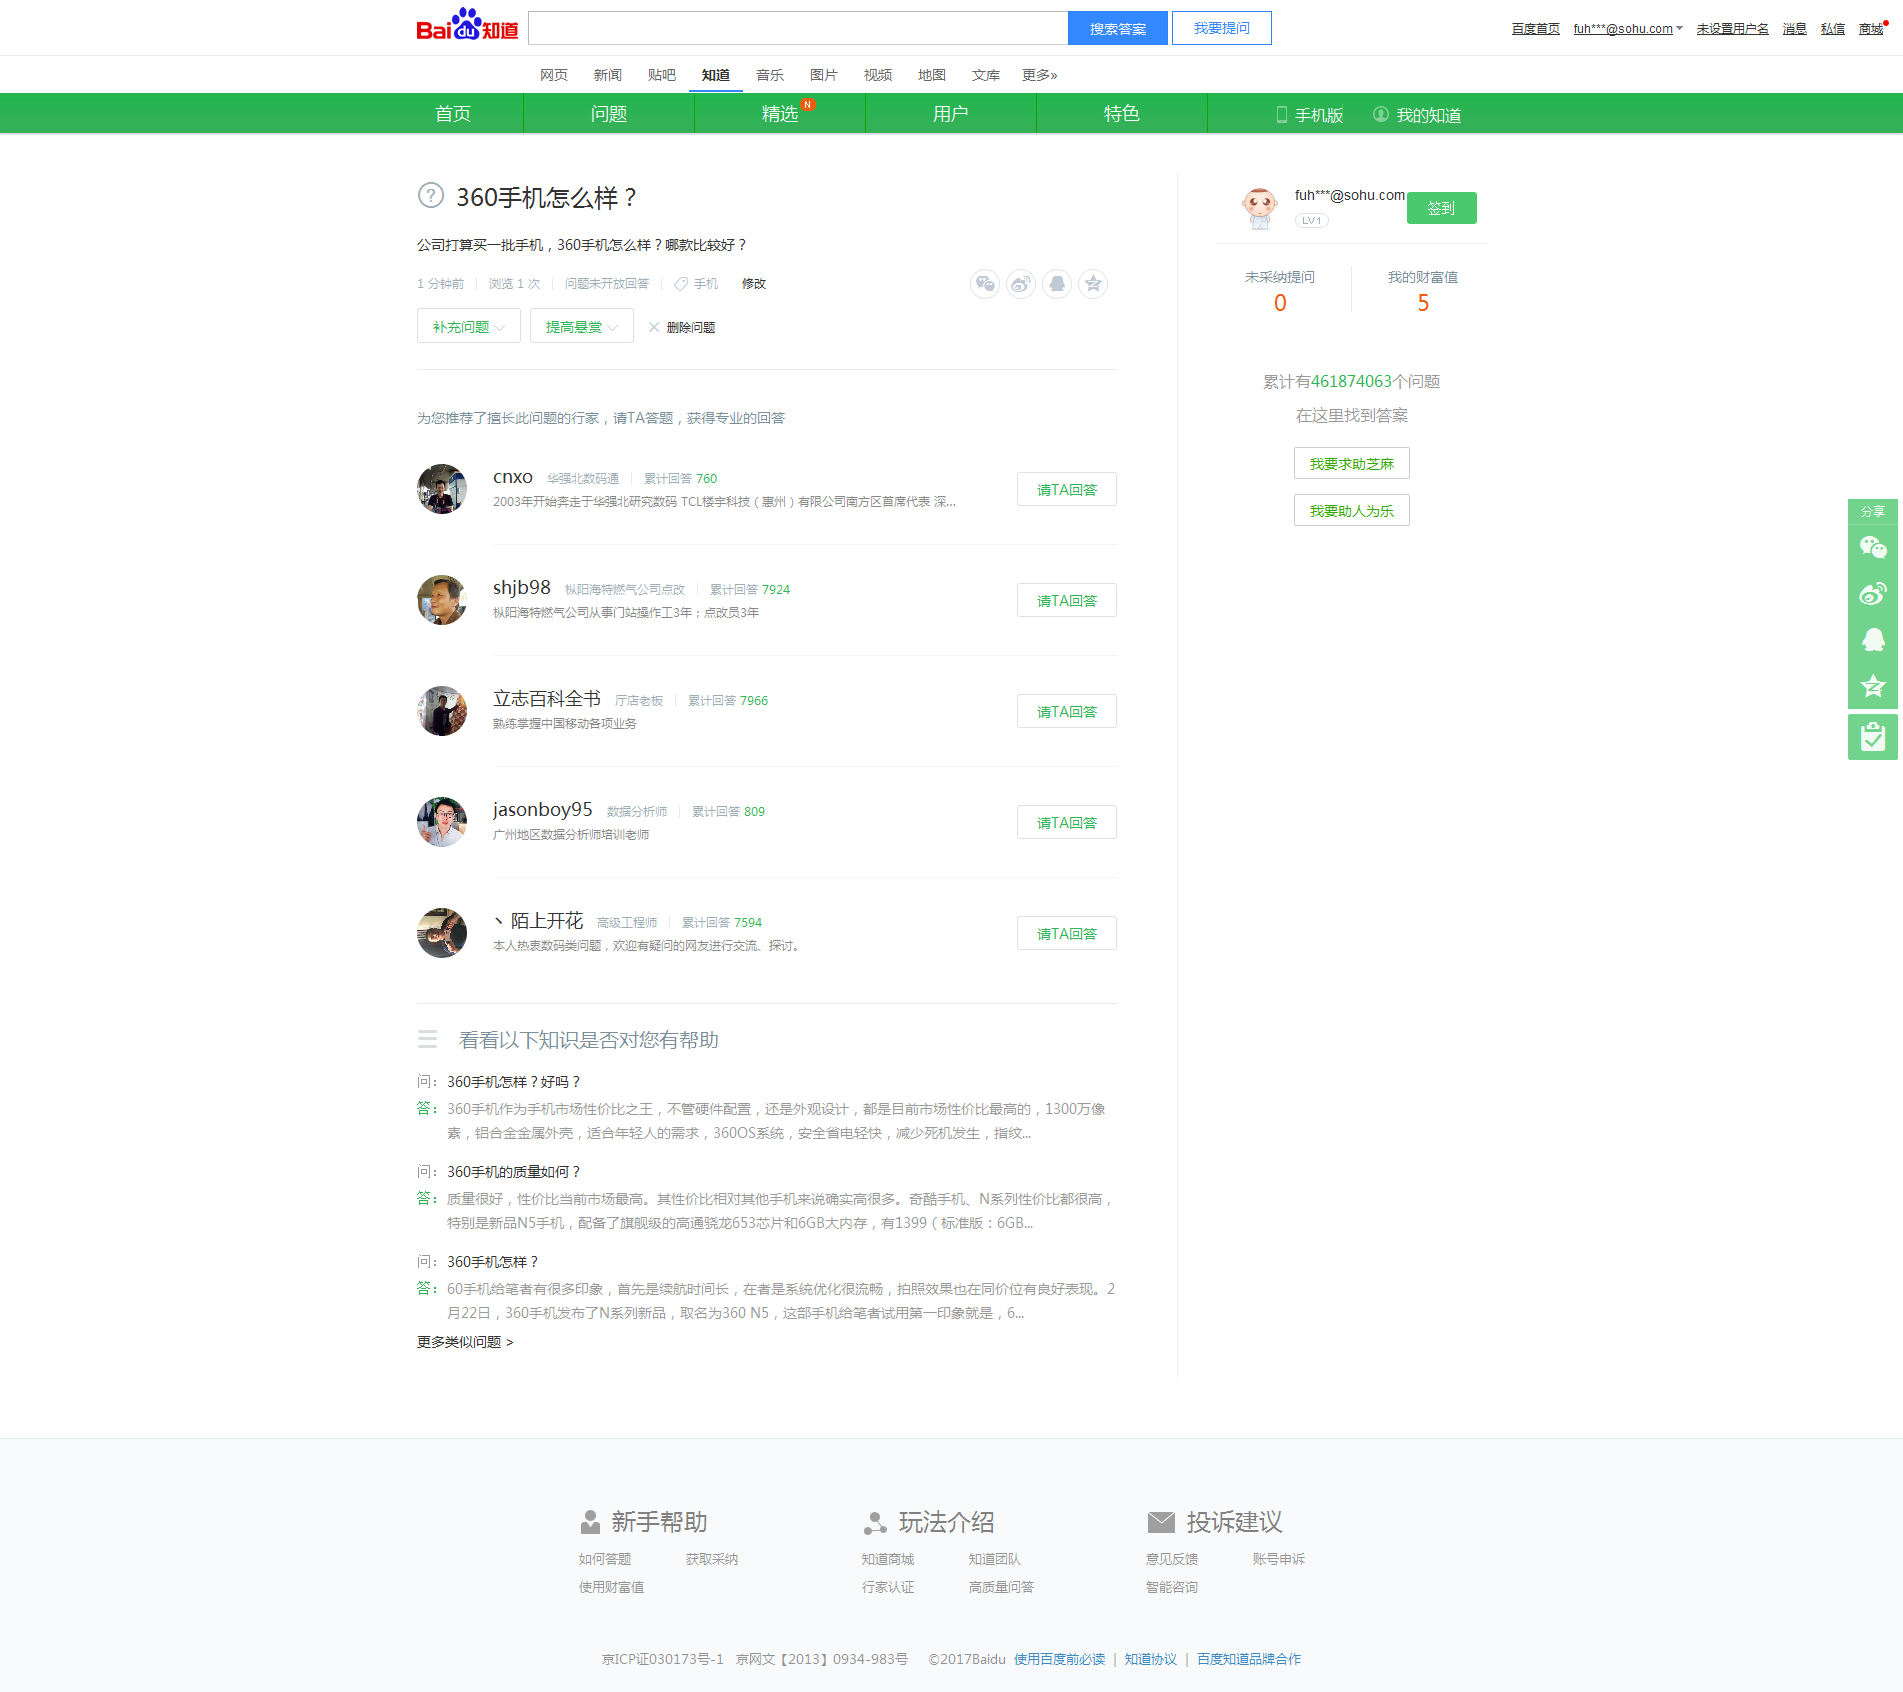 Bai du 知道
搜索答案
我要提问
百度首页 fuh***@sohu.com 未设置用户名 消息 私信 商城
网页 新闻 贴吧 知道 音乐 图片 视频 地图 文库 更多»
首页 问题 精选 N 用户 特色 手机版 我的知道
? 360手机怎么样？
公司打算买一批手机，360手机怎么样？哪款比较好？
1 分钟前 浏览 1 次 问题未开放回答 手机 修改
补充问题 提高悬赏 删除问题
为您推荐了擅长此问题的行家，请TA答题，获得专业的回答
cnxo 华强北数码通 累计回答 760
2003年开始奔走于华强北研究数码 TCL楼宇科技（惠州）有限公司南方区首席代表 深...
请TA回答
shjb98 枞阳海特燃气公司点改 累计回答 7924
枞阳海特燃气公司从事门站操作工3年；点改员3年
请TA回答
立志百科全书 厅店老板 累计回答 7966
熟练掌握中国移动各项业务
请TA回答
jasonboy95 数据分析师 累计回答 809
广州地区数据分析师培训老师
请TA回答
丶陌上开花 高级工程师 累计回答 7594
本人热衷数码类问题，欢迎有疑问的网友进行交流、探讨。
请TA回答
看看以下知识是否对您有帮助
问： 360手机怎样？好吗？
答： 360手机作为手机市场性价比之王，不管硬件配置，还是外观设计，都是目前市场性价比最高的，1300万像
素，铝合金金属外壳，适合年轻人的需求，360OS系统，安全省电轻快，减少死机发生，指纹...
问： 360手机的质量如何？
答： 质量很好，性价比当前市场最高。其性价比相对其他手机来说确实高很多。奇酷手机、N系列性价比都很高，
特别是新品N5手机，配备了旗舰级的高通骁龙653芯片和6GB大内存，有1399（标准版：6GB...
问： 360手机怎样？
答： 60手机给笔者有很多印象，首先是续航时间长，在者是系统优化很流畅，拍照效果也在同价位有良好表现。2
月22日，360手机发布了N系列新品，取名为360 N5，这部手机给笔者试用第一印象就是，6...
更多类似问题 >
fuh***@sohu.com
LV1
签到
未采纳提问 我的财富值
0 5
累计有461874063个问题
在这里找到答案
我要求助芝麻
我要助人为乐
分享
新手帮助 玩法介绍 投诉建议
如何答题 获取采纳 知道商城 知道团队 意见反馈 账号申诉
使用财富值 行家认证 高质量问答 智能咨询
京ICP证030173号-1 京网文【2013】0934-983号 ©2017Baidu 使用百度前必读 | 知道协议 | 百度知道品牌合作